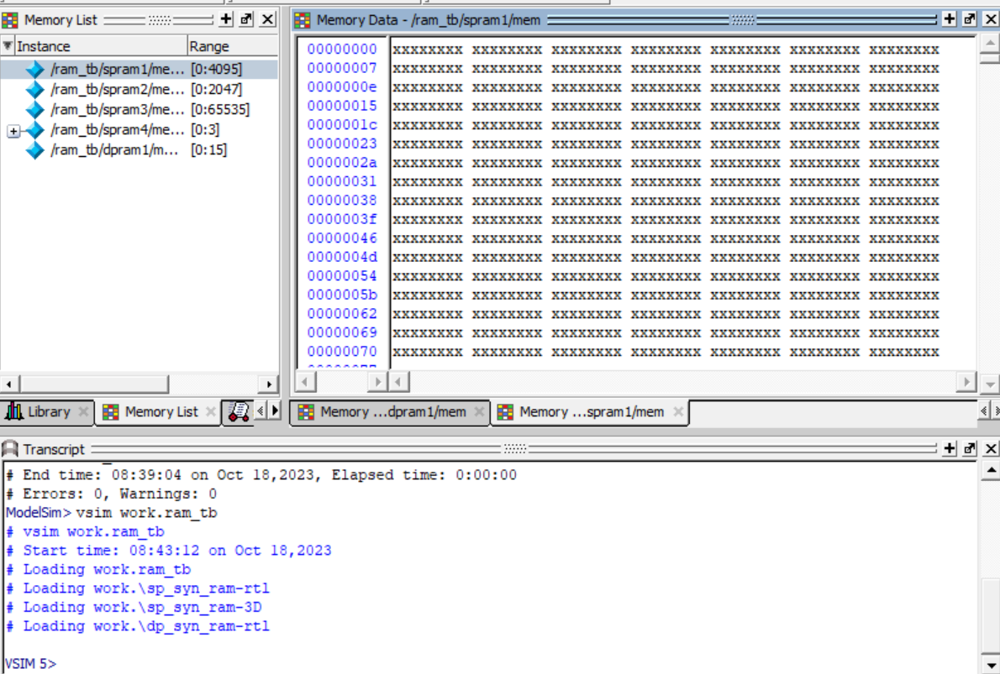 Memory List
Instance Range
/ram_tb/spram1/me... [0:4095]
/ram_tb/spram2/me... [0:2047]
/ram_tb/spram3/me... [0:65535]
/ram_tb/spram4/me... [0:3]
/ram_tb/dpram1/m... [0:15]
Library
Memory List
Memory Data - /ram_tb/spram1/mem
00000000 xxxxxxxx xxxxxxxx xxxxxxxx xxxxxxxx xxxxxxxx xxxxxxxx xxxxxxxx
00000007 xxxxxxxx xxxxxxxx xxxxxxxx xxxxxxxx xxxxxxxx xxxxxxxx xxxxxxxx
0000000e xxxxxxxx xxxxxxxx xxxxxxxx xxxxxxxx xxxxxxxx xxxxxxxx xxxxxxxx
00000015 xxxxxxxx xxxxxxxx xxxxxxxx xxxxxxxx xxxxxxxx xxxxxxxx xxxxxxxx
0000001c xxxxxxxx xxxxxxxx xxxxxxxx xxxxxxxx xxxxxxxx xxxxxxxx xxxxxxxx
00000023 xxxxxxxx xxxxxxxx xxxxxxxx xxxxxxxx xxxxxxxx xxxxxxxx xxxxxxxx
0000002a xxxxxxxx xxxxxxxx xxxxxxxx xxxxxxxx xxxxxxxx xxxxxxxx xxxxxxxx
00000031 xxxxxxxx xxxxxxxx xxxxxxxx xxxxxxxx xxxxxxxx xxxxxxxx xxxxxxxx
00000038 xxxxxxxx xxxxxxxx xxxxxxxx xxxxxxxx xxxxxxxx xxxxxxxx xxxxxxxx
0000003f xxxxxxxx xxxxxxxx xxxxxxxx xxxxxxxx xxxxxxxx xxxxxxxx xxxxxxxx
00000046 xxxxxxxx xxxxxxxx xxxxxxxx xxxxxxxx xxxxxxxx xxxxxxxx xxxxxxxx
0000004d xxxxxxxx xxxxxxxx xxxxxxxx xxxxxxxx xxxxxxxx xxxxxxxx xxxxxxxx
00000054 xxxxxxxx xxxxxxxx xxxxxxxx xxxxxxxx xxxxxxxx xxxxxxxx xxxxxxxx
0000005b xxxxxxxx xxxxxxxx xxxxxxxx xxxxxxxx xxxxxxxx xxxxxxxx xxxxxxxx
00000062 xxxxxxxx xxxxxxxx xxxxxxxx xxxxxxxx xxxxxxxx xxxxxxxx xxxxxxxx
00000069 xxxxxxxx xxxxxxxx xxxxxxxx xxxxxxxx xxxxxxxx xxxxxxxx xxxxxxxx
00000070 xxxxxxxx xxxxxxxx xxxxxxxx xxxxxxxx xxxxxxxx xxxxxxxx xxxxxxxx
Memory ...dpram1/mem
Memory ...spram1/mem
Transcript
# End time: 08:39:04 on Oct 18,2023, Elapsed time: 0:00:00
# Errors: 0, Warnings: 0
ModelSim> vsim work.ram_tb
# vsim work.ram_tb
# Start time: 08:43:12 on Oct 18,2023
# Loading work.ram_tb
# Loading work.\sp_syn_ram-rtl
# Loading work.\sp_syn_ram-3D
# Loading work.\dp_syn_ram-rtl
VSIM 5>